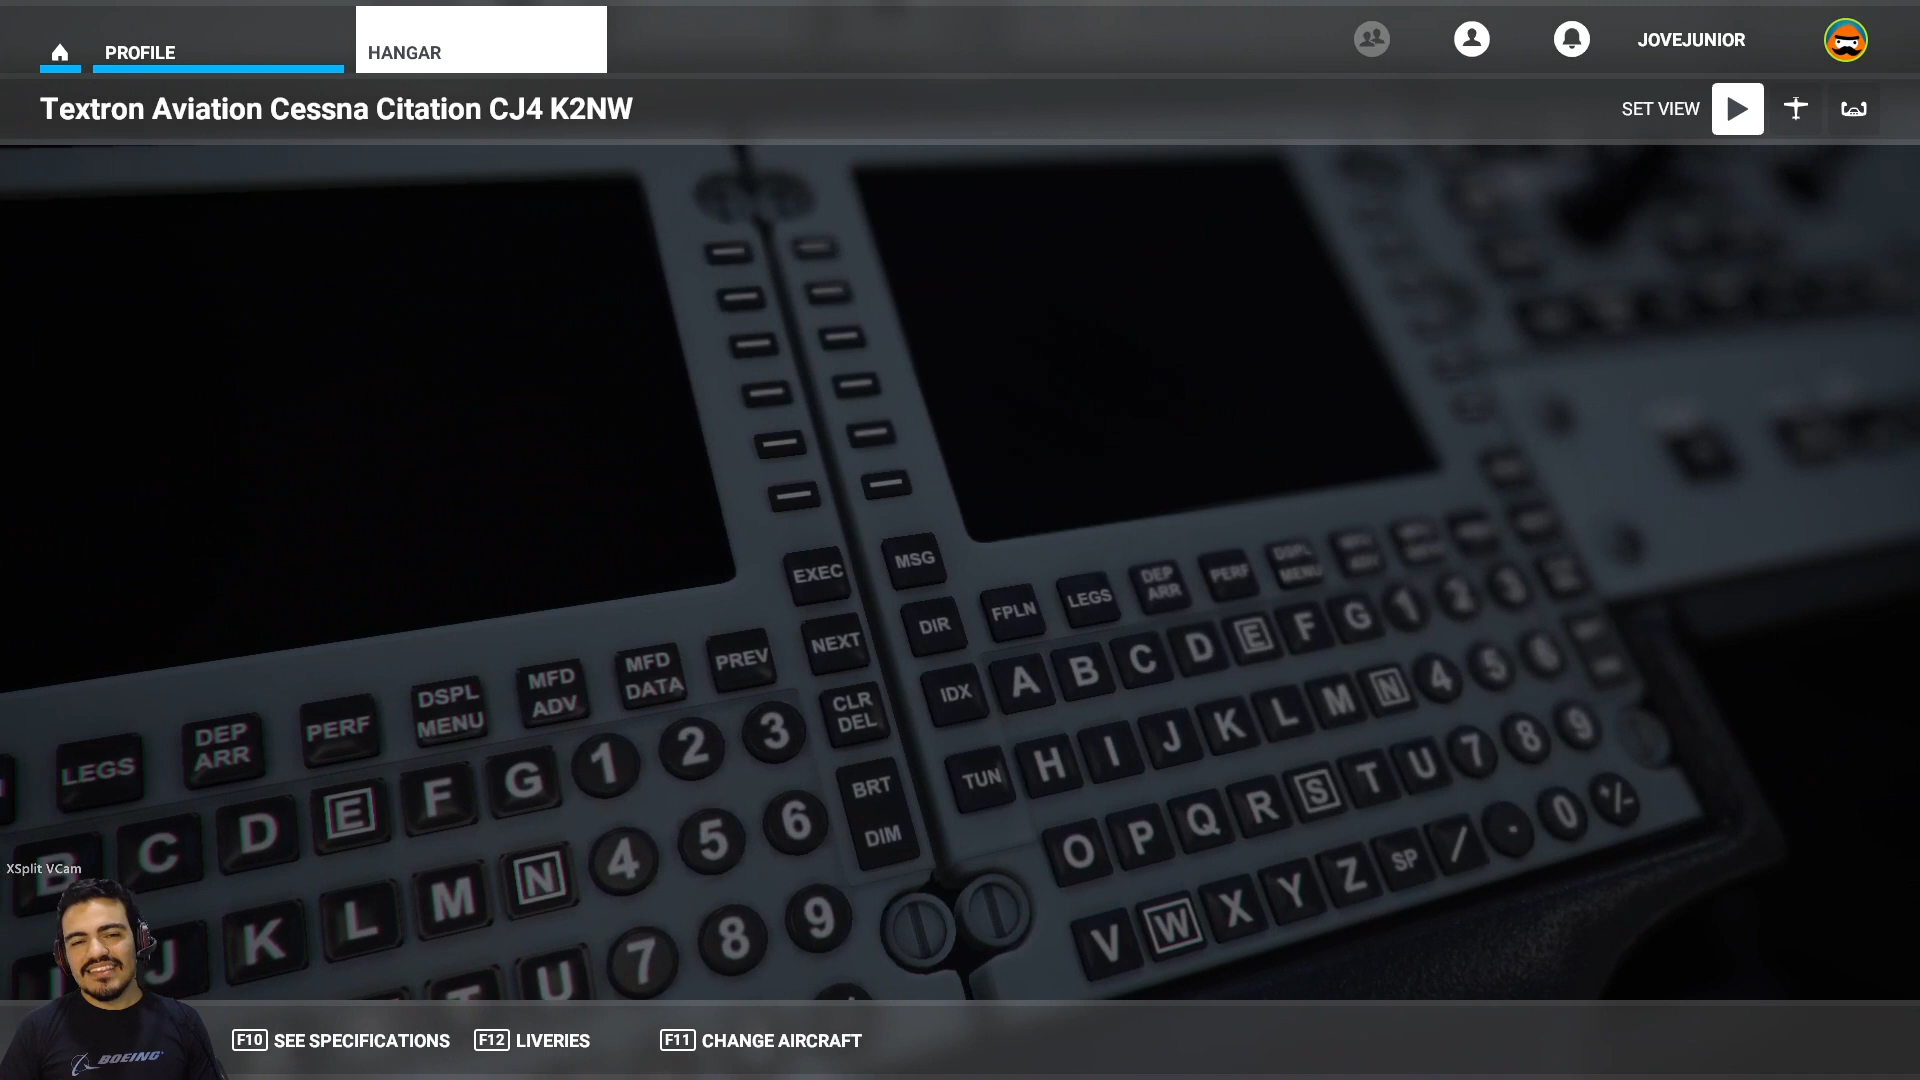 PROFILE
HANGAR
JOVEJUNIOR
Textron Aviation Cessna Citation CJ4 K2NW
SET VIEW
EXEC
MSG
DIR
FPLN
LEGS
DEP
ARR
PERF
DSPL
MENU
NEXT
PREV
MFD
DATA
MFD
ADV
DSPL
MENU
PERF
DEP
ARR
LEGS
IDX
A B C D E F G 1 2 3
CLR
DEL
B C D E F G 1 2 3
TUN
H I J K L M N 4 5 6
BRT
DIM
J K L M N 4 5 6
O P Q R S T U 7 8 9
T U 7 8 9
V W X Y Z SP / . 0 +/-
XSplit VCam
BOEING
F10 SEE SPECIFICATIONS
F12 LIVERIES
F11 CHANGE AIRCRAFT